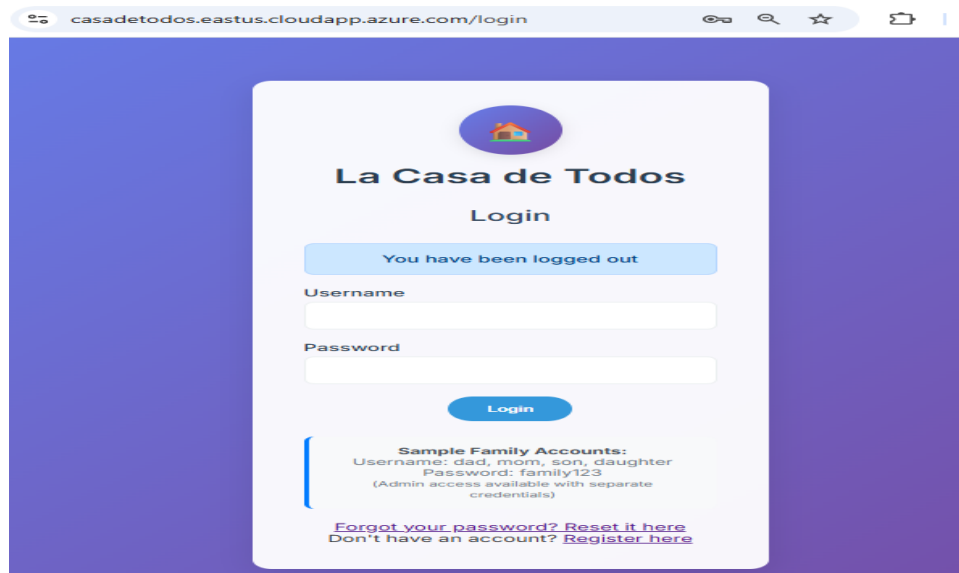 casadetodos.eastus.cloudapp.azure.com/login
La Casa de Todos
Login
You have been logged out
Username
Password
Login
Sample Family Accounts:
Username: dad, mom, son, daughter
Password: family123
(Admin access available with separate
credentials)
Forgot your password? Reset it here
Don't have an account? Register here